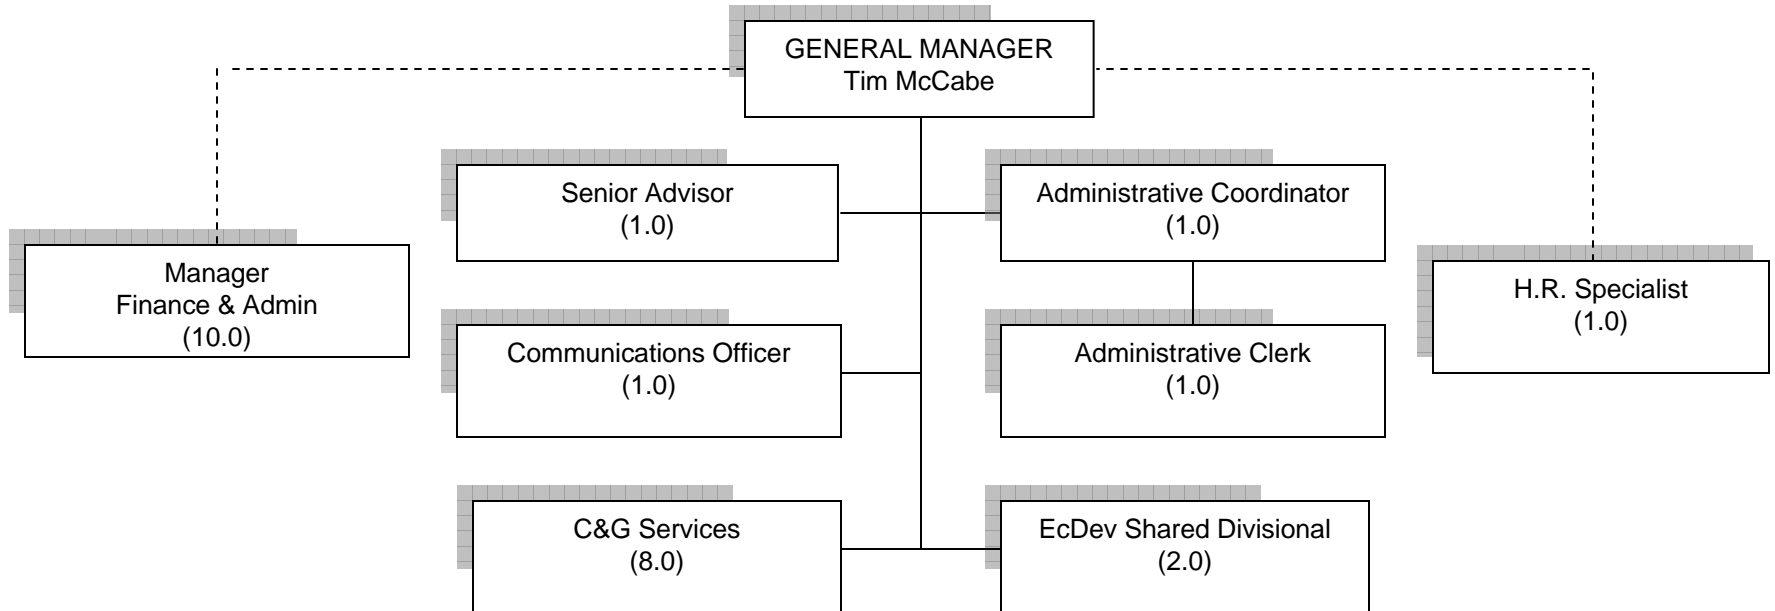 GENERAL MANAGER
Tim McCabe
Senior Advisor
(1.0)
Administrative Coordinator
(1.0)
Manager
Finance & Admin
(10.0)
H.R. Specialist
(1.0)
Communications Officer
(1.0)
Administrative Clerk
(1.0)
C&G Services
(8.0)
EcDev Shared Divisional
(2.0)